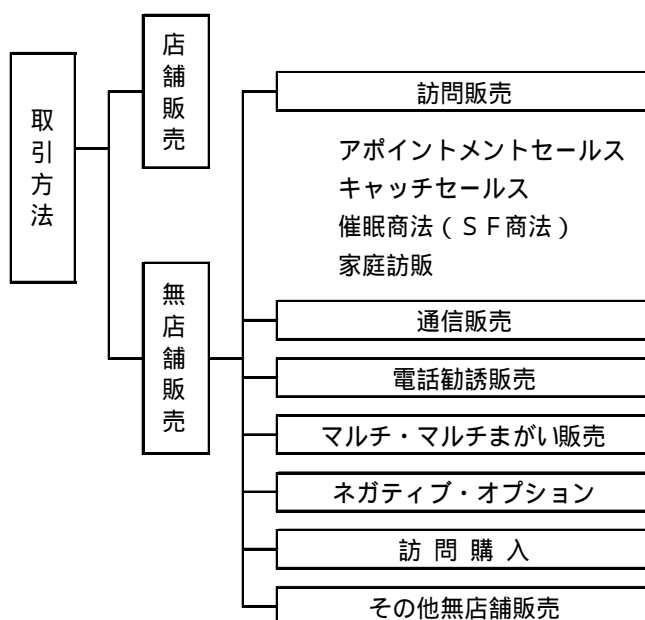 取引方法
店舗販売
無店舗販売
訪問販売
アポイントメントセールス
キャッチセールス
催眠商法（ＳＦ商法）
家庭訪販
通信販売
電話勧誘販売
マルチ・マルチまがい販売
ネガティブ・オプション
訪 問 購 入
その他無店舗販売